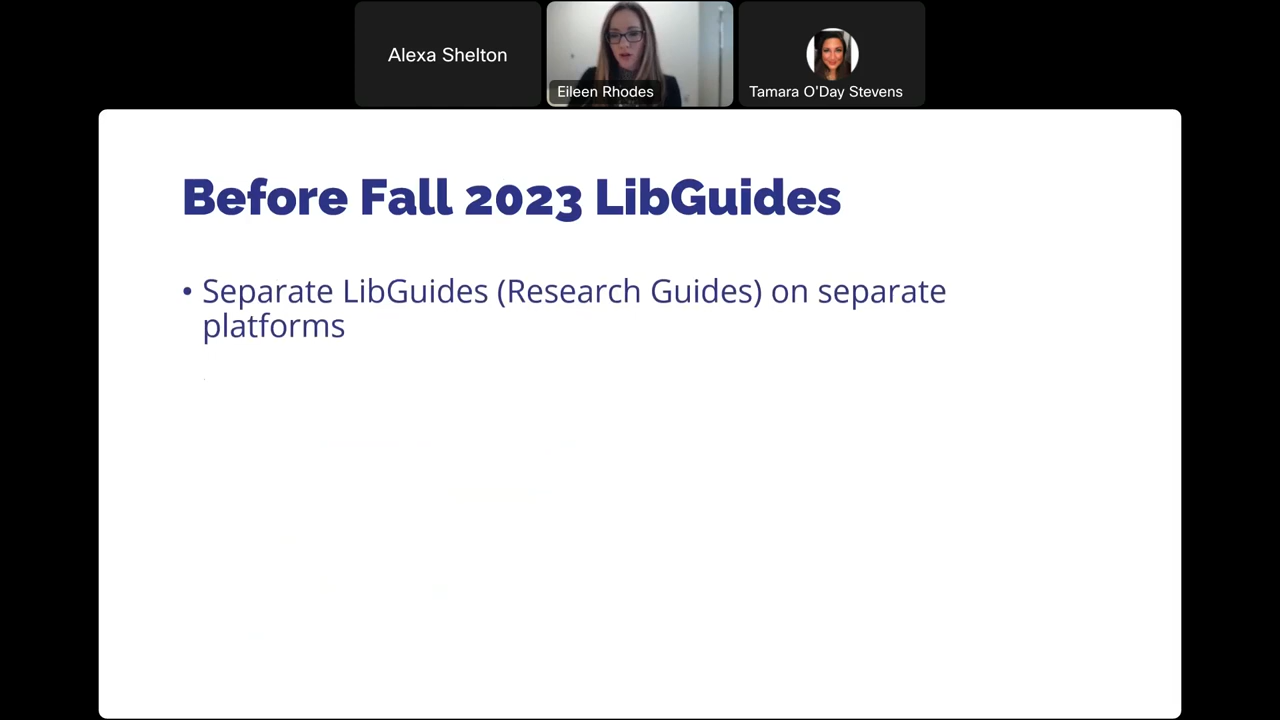 Alexa Shelton
Eileen Rhodes
Tamara O'Day Stevens
Before Fall 2023 LibGuides
• Separate LibGuides (Research Guides) on separate
platforms